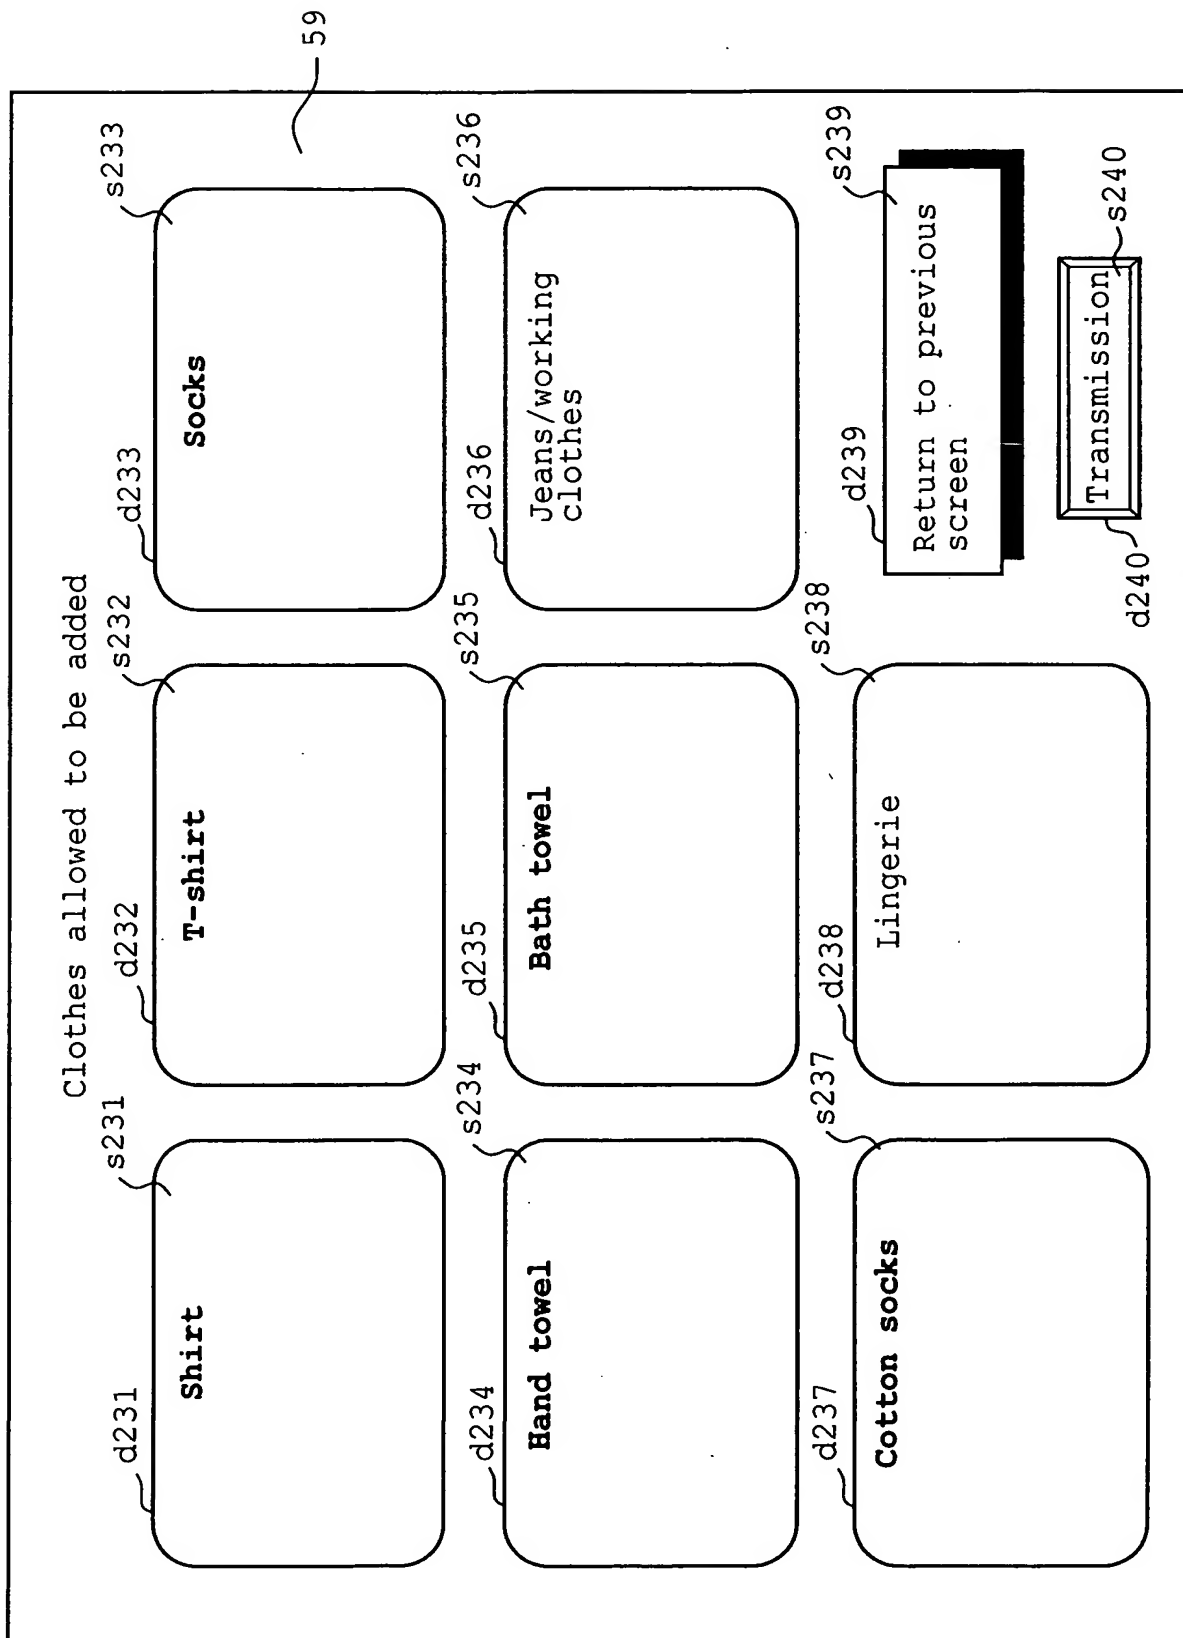 59
Clothes allowed to be added
d231
s231
d232
s232
d233
s233
Shirt
T-shirt
Socks
d234
s234
d235
s235
d236
s236
Hand towel
Bath towel
Jeans/working
clothes
d237
s237
d238
s238
d239
s239
Cotton socks
Lingerie
Return to previous
screen
Transmission
d240
s240